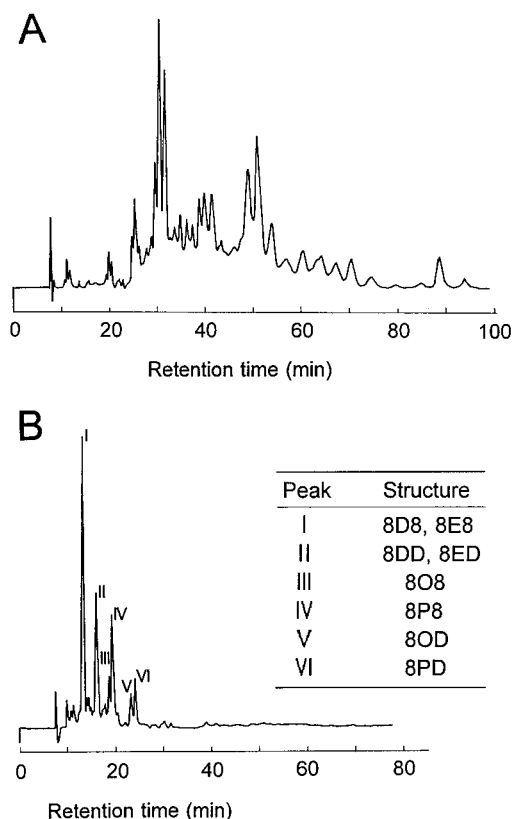 A
0 20 40 60 80 100
Retention time (min)
B
I
II
III
IV
V
VI
Peak Structure
I 8D8, 8E8
II 8DD, 8ED
III 8O8
IV 8P8
V 8OD
VI 8PD
0 20 40 60 80
Retention time (min)